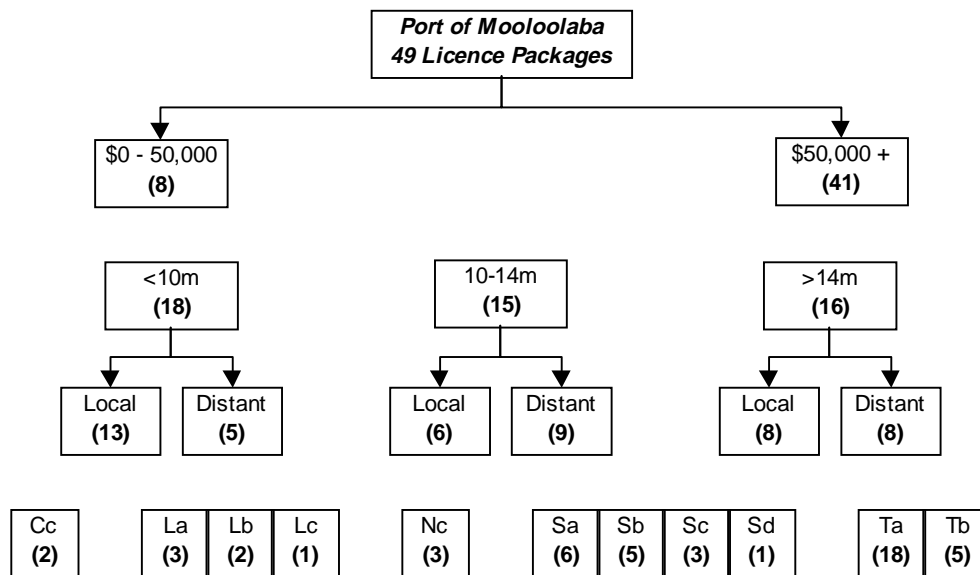 Port of Mooloolaba
49 Licence Packages
$0 - 50,000
(8)
$50,000 +
(41)
<10m
(18)
10-14m
(15)
>14m
(16)
Local
(13)
Distant
(5)
Local
(6)
Distant
(9)
Local
(8)
Distant
(8)
Cc
(2)
La
(3)
Lb
(2)
Lc
(1)
Nc
(3)
Sa
(6)
Sb
(5)
Sc
(3)
Sd
(1)
Ta
(18)
Tb
(5)